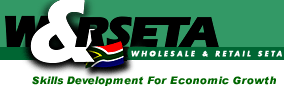 W&RSETA
WHOLESALE & RETAIL SETA
Skills Development For Economic Growth